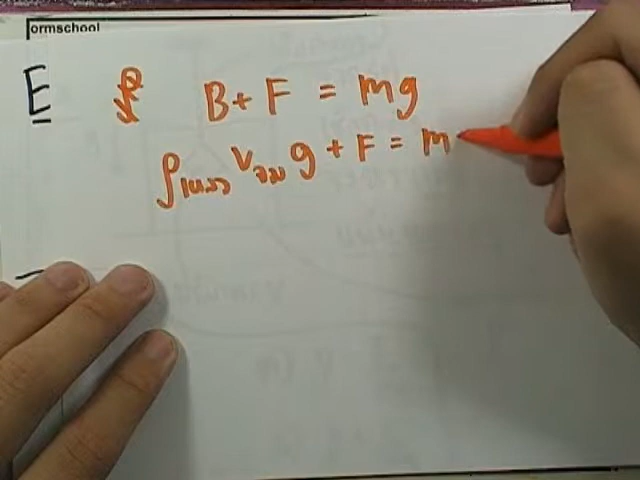 ormschool
E B + F = mg
ρเหลว Vจม g + F = m